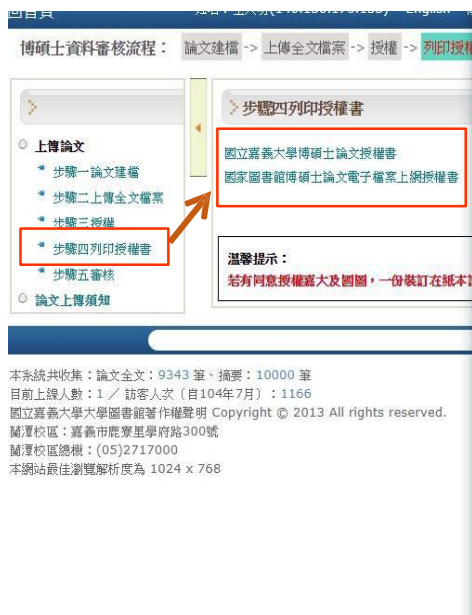 回首頁
English
博碩士資料審核流程： 論文建檔 -> 上傳全文檔案 -> 授權 -> 列印授權
上傳論文
步驟一論文建檔
步驟二上傳全文檔案
步驟三授權
步驟四列印授權書
步驟五審核
論文上傳須知
步驟四列印授權書
國立嘉義大學博碩士論文授權書
國家圖書館博碩士論文電子檔案上網授權書
溫馨提示：
若有同意授權嘉大及國圖，一份裝訂在紙本
本系統共收集：論文全文：9343 筆、摘要：10000 筆
目前上線人數：1 ／ 訪客人次〔自104年7月〕：1166
國立嘉義大學大學圖書館著作權聲明 Copyright © 2013 All rights reserved.
蘭潭校區：嘉義市鹿寮里學府路300號
蘭潭校區總機：(05)2717000
本網站最佳瀏覽解析度為 1024 x 768